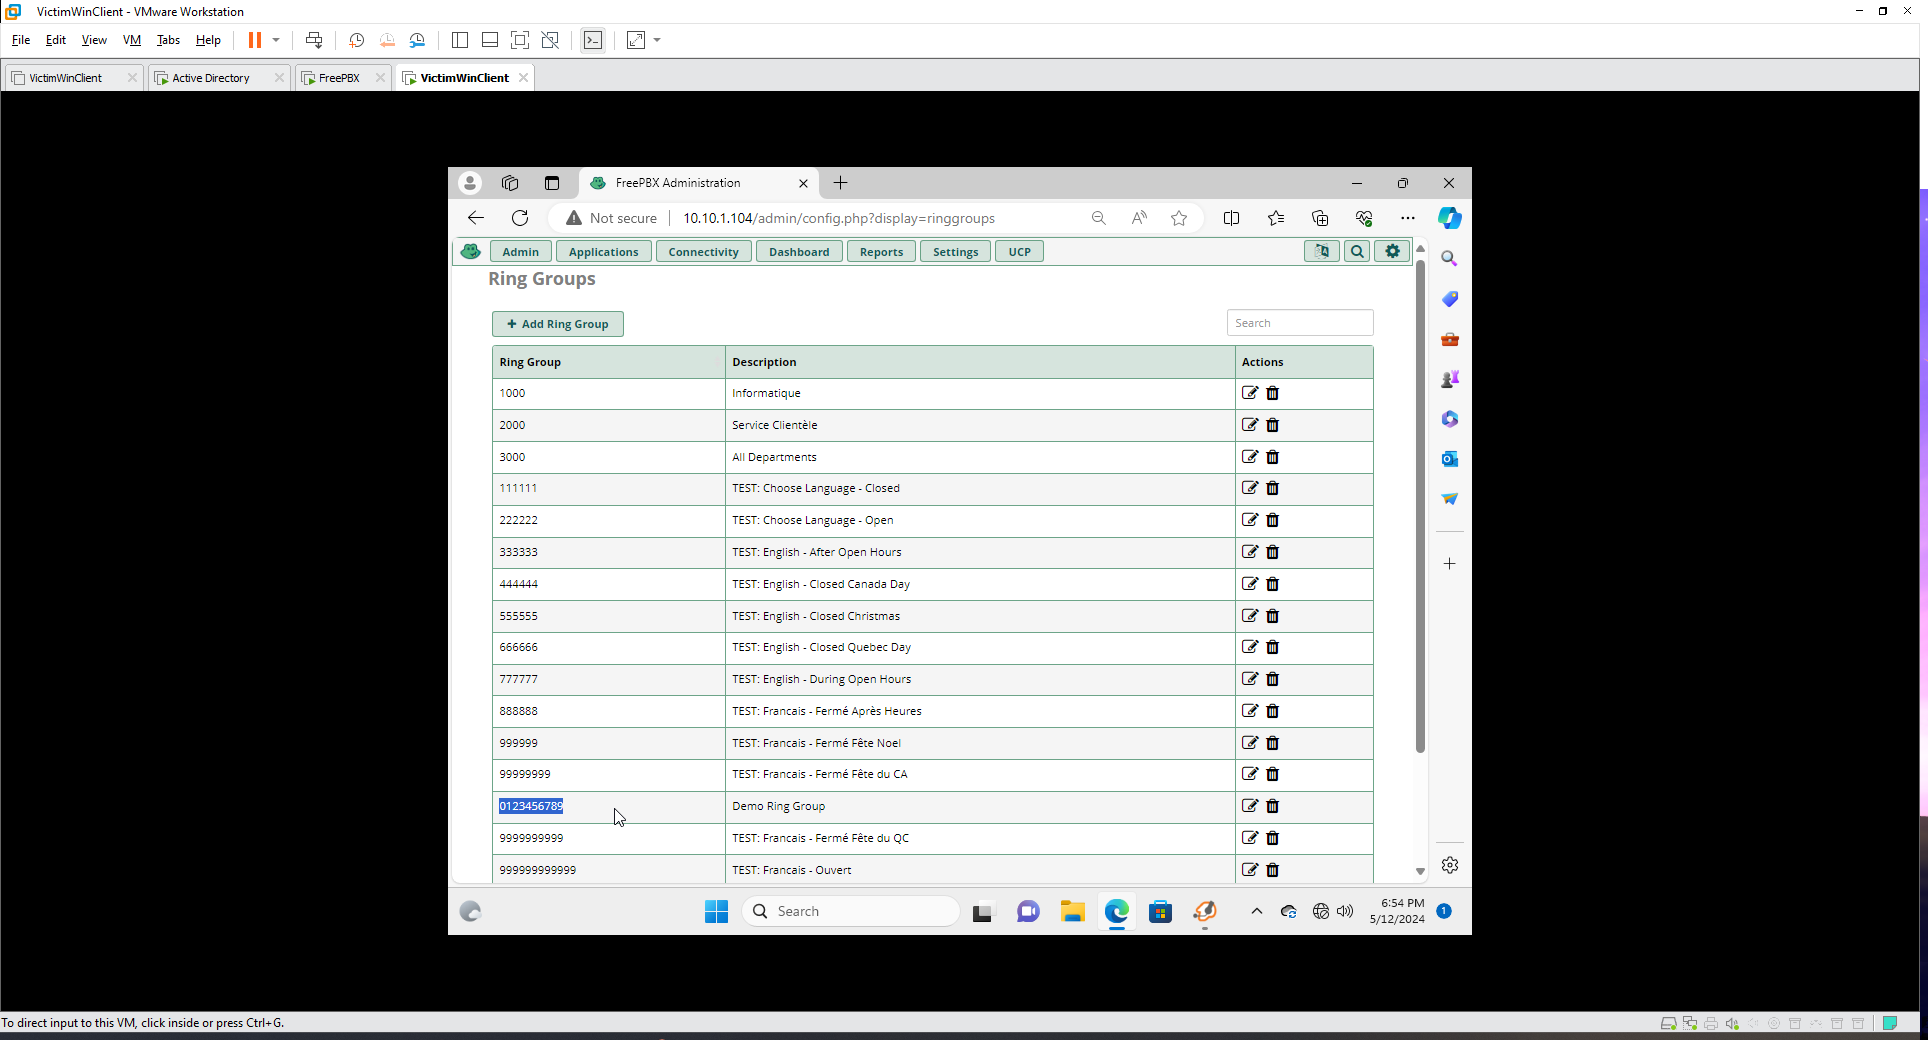 VictimWinClient - VMware Workstation
File Edit View VM Tabs Help
VictimWinClient Active Directory FreePBX VictimWinClient
FreePBX Administration
Not secure 10.10.1.104/admin/config.php?display=ringgroups
Admin Applications Connectivity Dashboard Reports Settings UCP
Ring Groups
+ Add Ring Group Search
Ring Group Description Actions
1000 Informatique
2000 Service Clientèle
3000 All Departments
111111 TEST: Choose Language - Closed
222222 TEST: Choose Language - Open
333333 TEST: English - After Open Hours
444444 TEST: English - Closed Canada Day
555555 TEST: English - Closed Christmas
666666 TEST: English - Closed Quebec Day
777777 TEST: English - During Open Hours
888888 TEST: Francais - Fermé Après Heures
999999 TEST: Francais - Fermé Fête Noel
99999999 TEST: Francais - Fermé Fête du CA
0123456789 Demo Ring Group
9999999999 TEST: Francais - Fermé Fête du QC
999999999999 TEST: Francais - Ouvert
Search
6:54 PM
5/12/2024
1
To direct input to this VM, click inside or press Ctrl+G.